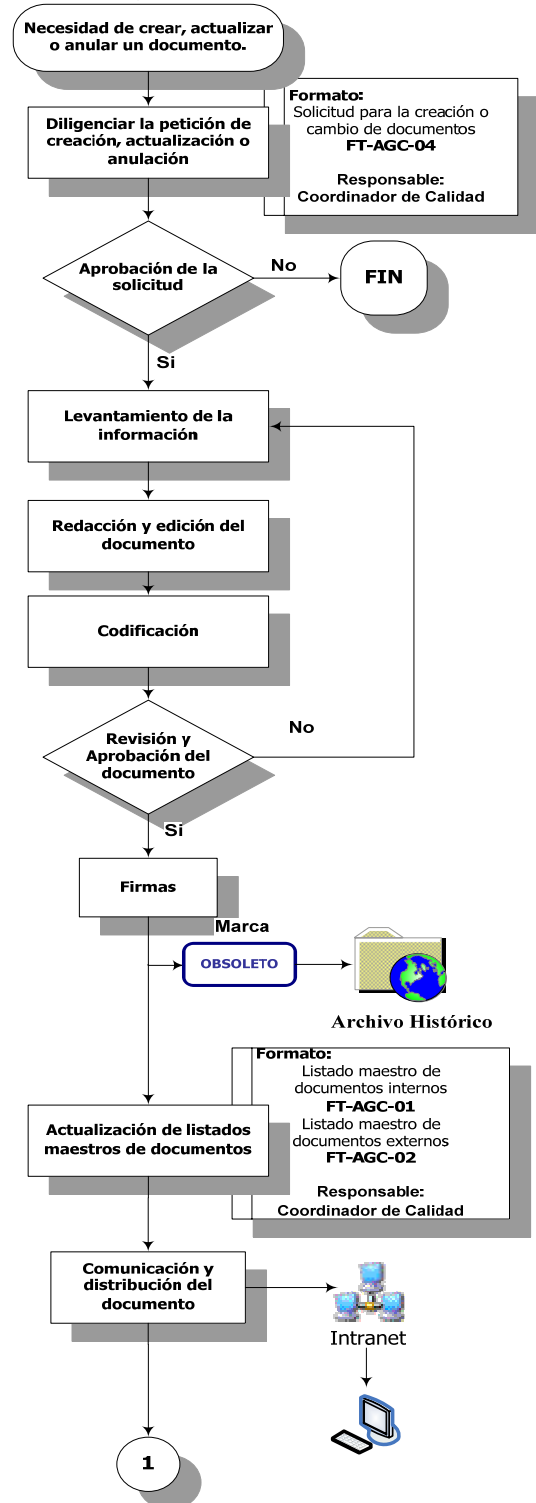 Necesidad de crear, actualizar
o anular un documento.
Diligenciar la petición de
creación, actualización o
anulación
Formato:
Solicitud para la creación o
cambio de documentos
FT-AGC-04
Responsable:
Coordinador de Calidad
Aprobación de la
solicitud
No
FIN
Si
Levantamiento de la
información
Redacción y edición del
documento
Codificación
Revisión y
Aprobación del
documento
No
Si
Firmas
Marca
OBSOLETO
Archivo Histórico
Formato:
Listado maestro de
documentos internos
FT-AGC-01
Listado maestro de
documentos externos
FT-AGC-02
Responsable:
Coordinador de Calidad
Actualización de listados
maestros de documentos
Comunicación y
distribución del
documento
Intranet
1